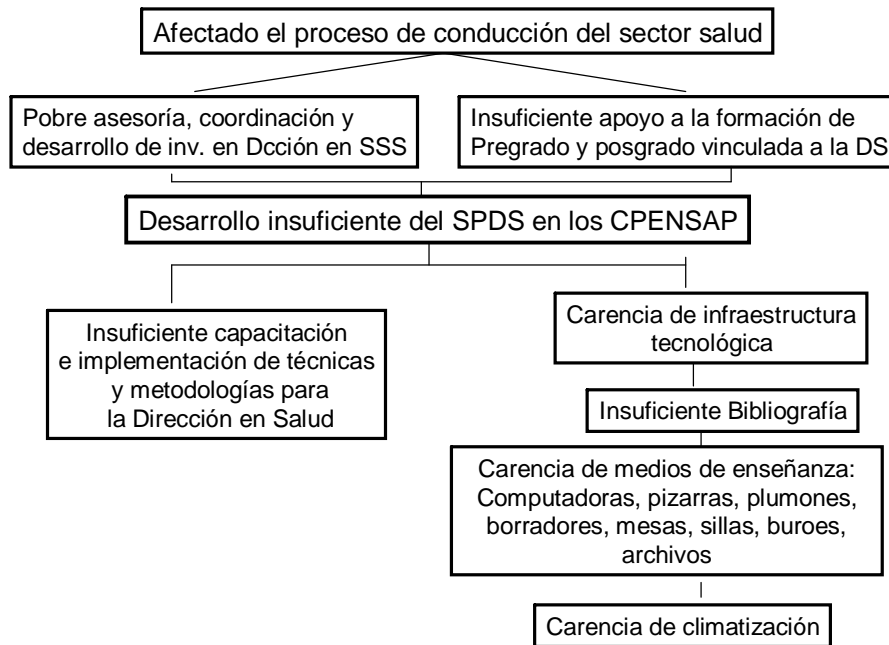 Afectado el proceso de conducción del sector salud
Pobre asesoría, coordinación y
desarrollo de inv. en Dcción en SSS
Insuficiente apoyo a la formación de
Pregrado y posgrado vinculada a la DS
Desarrollo insuficiente del SPDS en los CPENSAP
Insuficiente capacitación
e implementación de técnicas
y metodologías para
la Dirección en Salud
Carencia de infraestructura
tecnológica
Insuficiente Bibliografía
Carencia de medios de enseñanza:
Computadoras, pizarras, plumones,
borradores, mesas, sillas, buroes,
archivos
Carencia de climatización